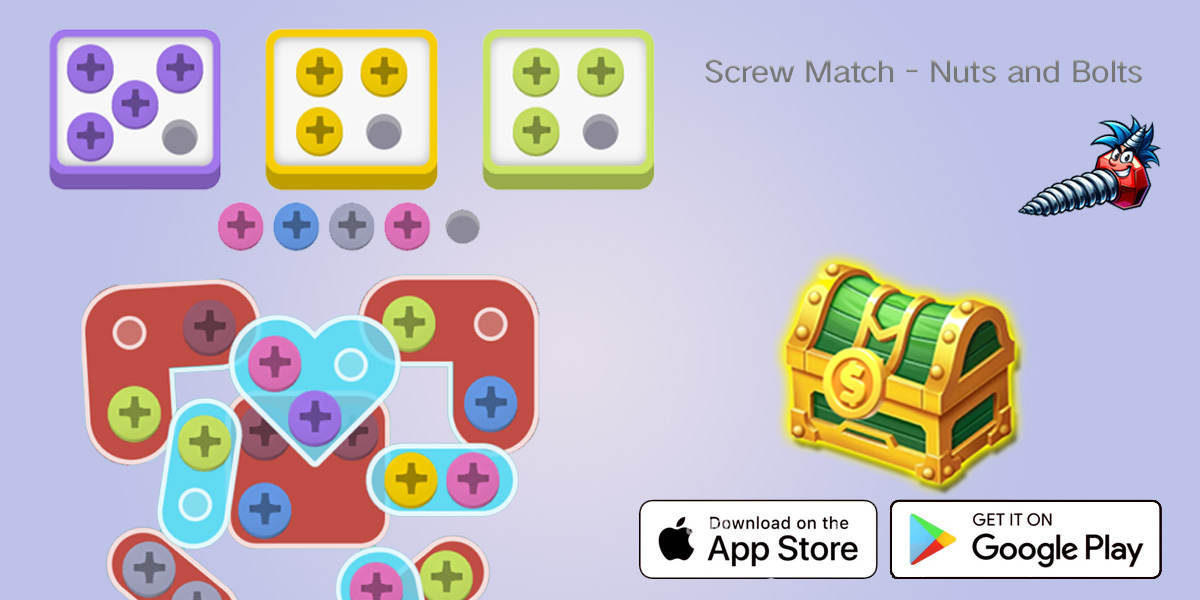 Screw Match - Nuts and Bolts
$
Download on the
App Store
GET IT ON
Google Play